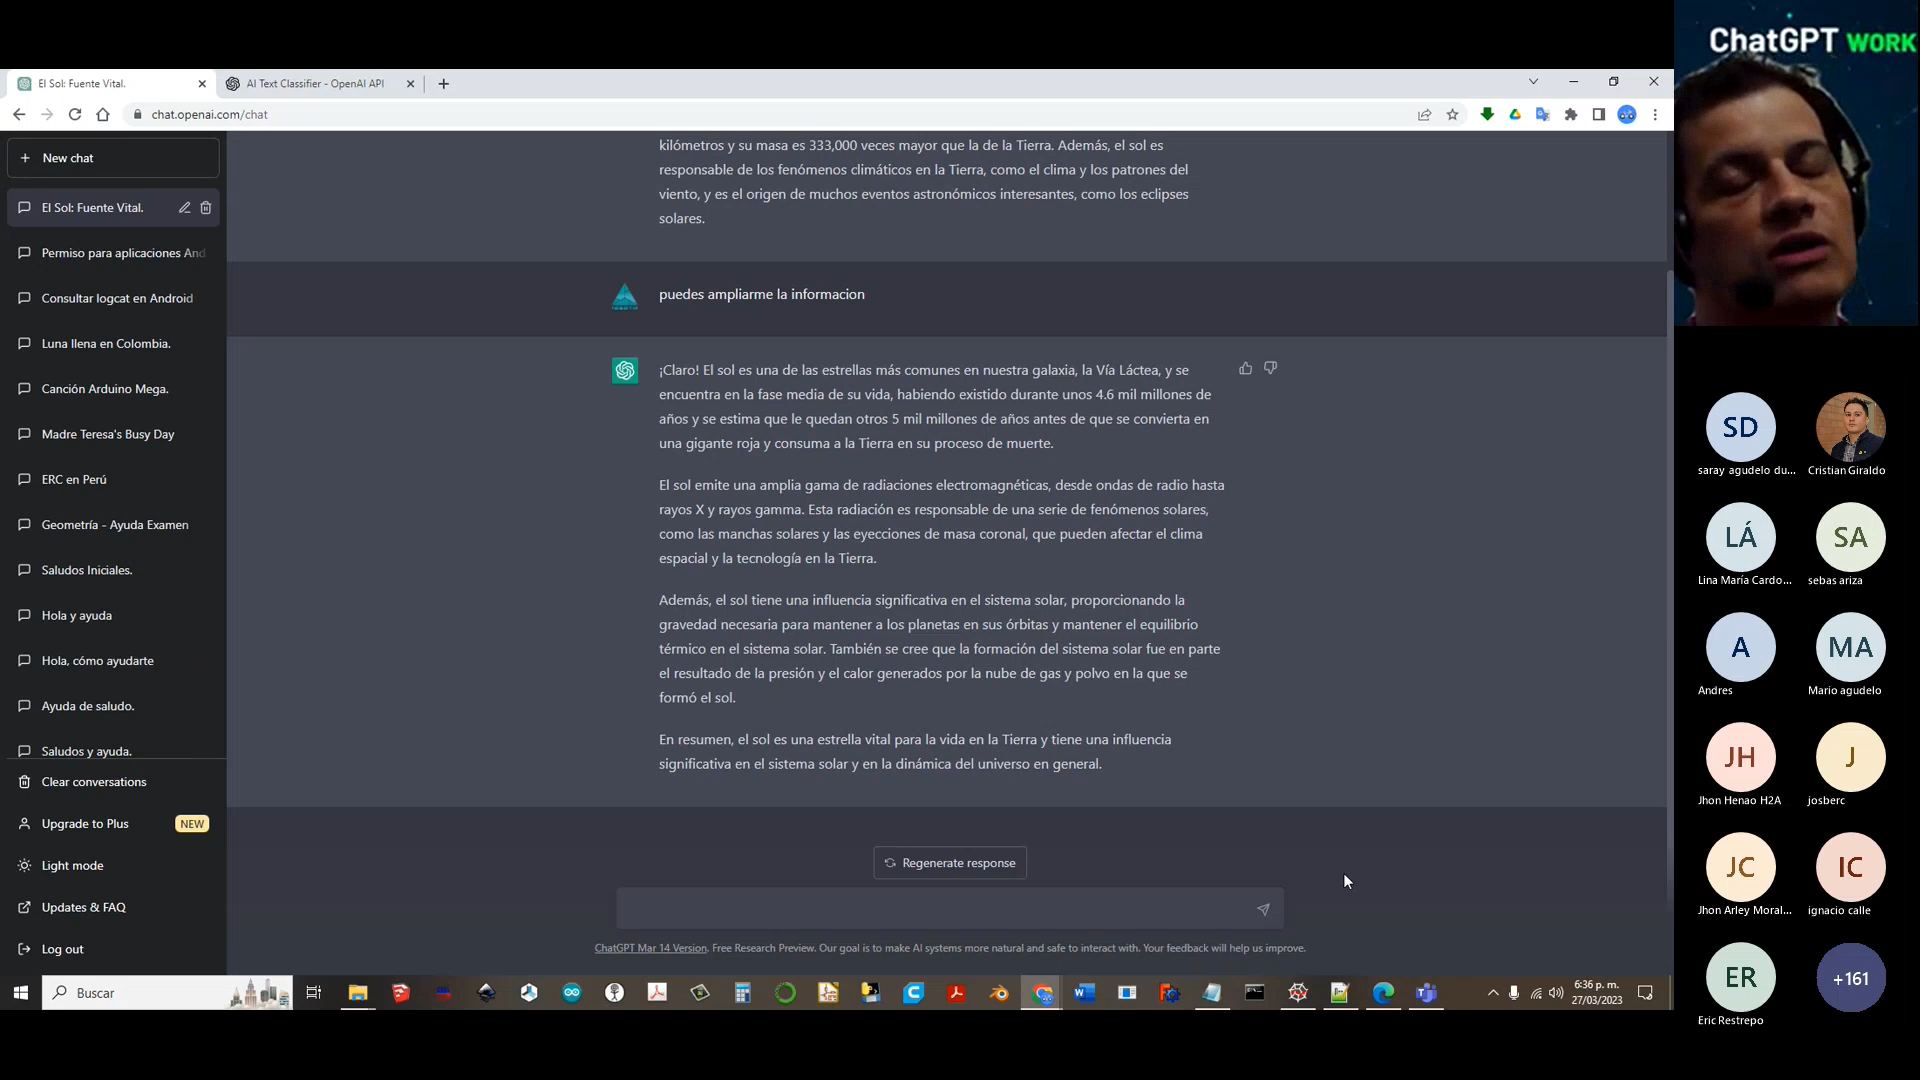 ChatGPT WORK
El Sol: Fuente Vital.
AI Text Classifier - OpenAI API
chat.openai.com/chat
New chat
El Sol: Fuente Vital.
Permiso para aplicaciones And
Consultar logcat en Android
Luna llena en Colombia.
Canción Arduino Mega.
Madre Teresa's Busy Day
ERC en Perú
Geometría - Ayuda Examen
Saludos Iniciales.
Hola y ayuda
Hola, cómo ayudarte
Ayuda de saludo.
Saludos y ayuda.
Clear conversations
Upgrade to Plus NEW
Light mode
Updates & FAQ
Log out
kilómetros y su masa es 333,000 veces mayor que la de la Tierra. Además, el sol es
responsable de los fenómenos climáticos en la Tierra, como el clima y los patrones del
viento, y es el origen de muchos eventos astronómicos interesantes, como los eclipses
solares.
puedes ampliarme la informacion
¡Claro! El sol es una de las estrellas más comunes en nuestra galaxia, la Vía Láctea, y se
encuentra en la fase media de su vida, habiendo existido durante unos 4.6 mil millones de
años y se estima que le quedan otros 5 mil millones de años antes de que se convierta en
una gigante roja y consuma a la Tierra en su proceso de muerte.
El sol emite una amplia gama de radiaciones electromagnéticas, desde ondas de radio hasta
rayos X y rayos gamma. Esta radiación es responsable de una serie de fenómenos solares,
como las manchas solares y las eyecciones de masa coronal, que pueden afectar el clima
espacial y la tecnología en la Tierra.
Además, el sol tiene una influencia significativa en el sistema solar, proporcionando la
gravedad necesaria para mantener a los planetas en sus órbitas y mantener el equilibrio
térmico en el sistema solar. También se cree que la formación del sistema solar fue en parte
el resultado de la presión y el calor generados por la nube de gas y polvo en la que se
formó el sol.
En resumen, el sol es una estrella vital para la vida en la Tierra y tiene una influencia
significativa en el sistema solar y en la dinámica del universo en general.
Regenerate response
ChatGPT Mar 14 Version. Free Research Preview. Our goal is to make AI systems more natural and safe to interact with. Your feedback will help us improve.
Buscar
6:36 p. m.
27/03/2023
SD
saray agudelo du... Cristian Giraldo
LÁ SA
Lina María Cardo... sebas ariza
A MA
Andres Mario agudelo
JH J
Jhon Henao H2A josberc
JC IC
Jhon Arley Moral... ignacio calle
ER +161
Eric Restrepo